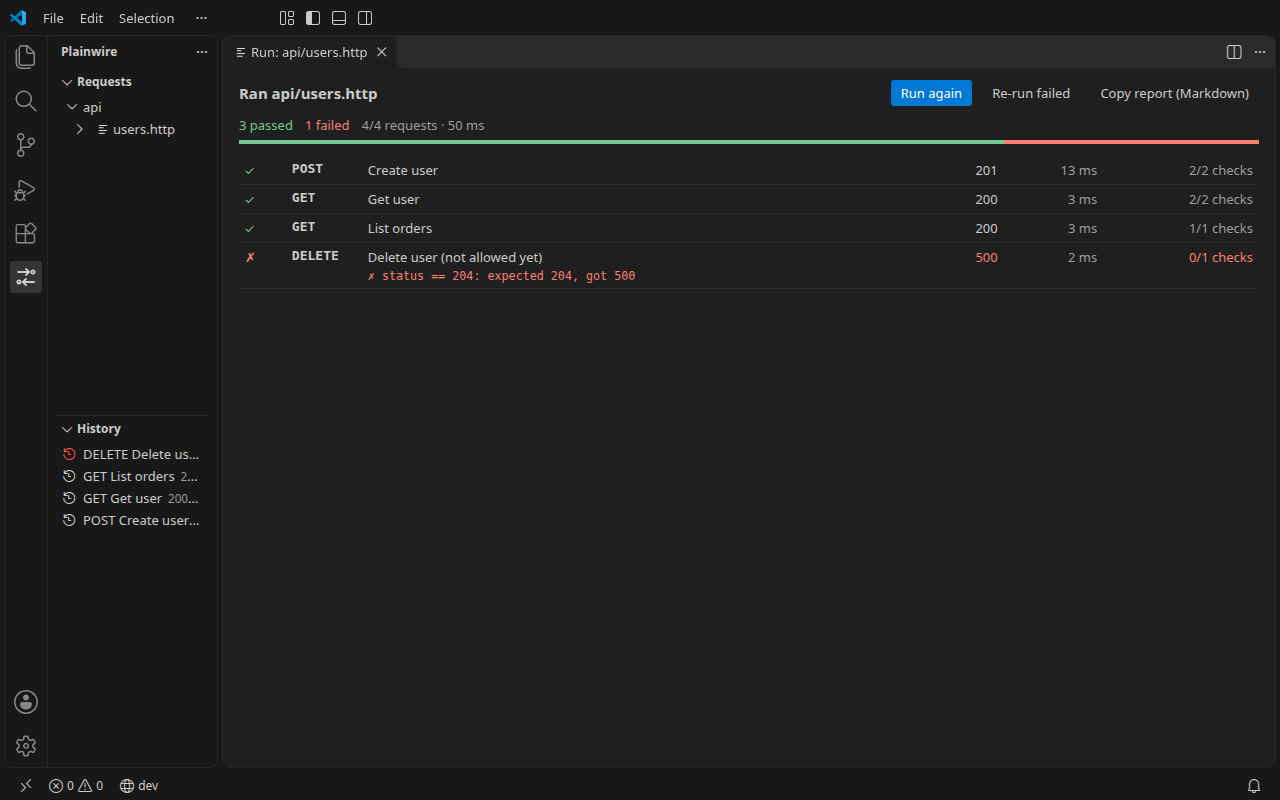 File Edit Selection ···
Plainwire ···
Requests
api
users.http
History
DELETE Delete us...
GET List orders 2...
GET Get user 200...
POST Create user...
Run: api/users.http
Ran api/users.http
Run again Re-run failed Copy report (Markdown)
3 passed 1 failed 4/4 requests · 50 ms
✓ POST Create user 201 13 ms 2/2 checks
✓ GET Get user 200 3 ms 2/2 checks
✓ GET List orders 200 3 ms 1/1 checks
✗ DELETE Delete user (not allowed yet) 500 2 ms 0/1 checks
✗ status == 204: expected 204, got 500
0 0 dev